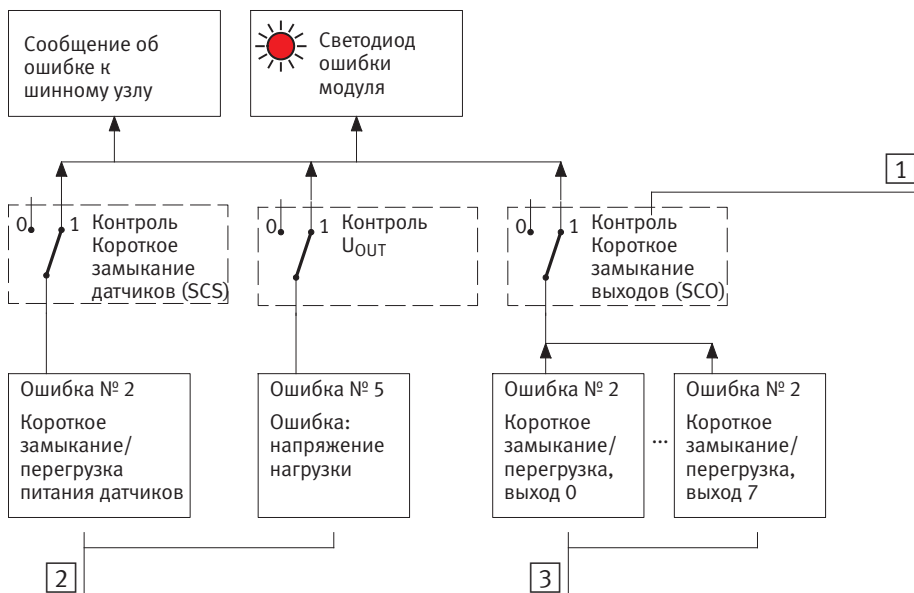 Сообщение об
ошибке к
шинному узлу
Светодиод
ошибки
модуля
1
0 1 Контроль
Короткое
замыкание
датчиков (SCS)
0 1 Контроль
UOUT
0 1 Контроль
Короткое
замыкание
выходов (SCO)
Ошибка № 2
Короткое
замыкание/
перегрузка
питания датчиков
Ошибка № 5
Ошибка:
напряжение
нагрузки
Ошибка № 2
Короткое
замыкание/
перегрузка,
выход 0
...
Ошибка № 2
Короткое
замыкание/
перегрузка,
выход 7
2
3